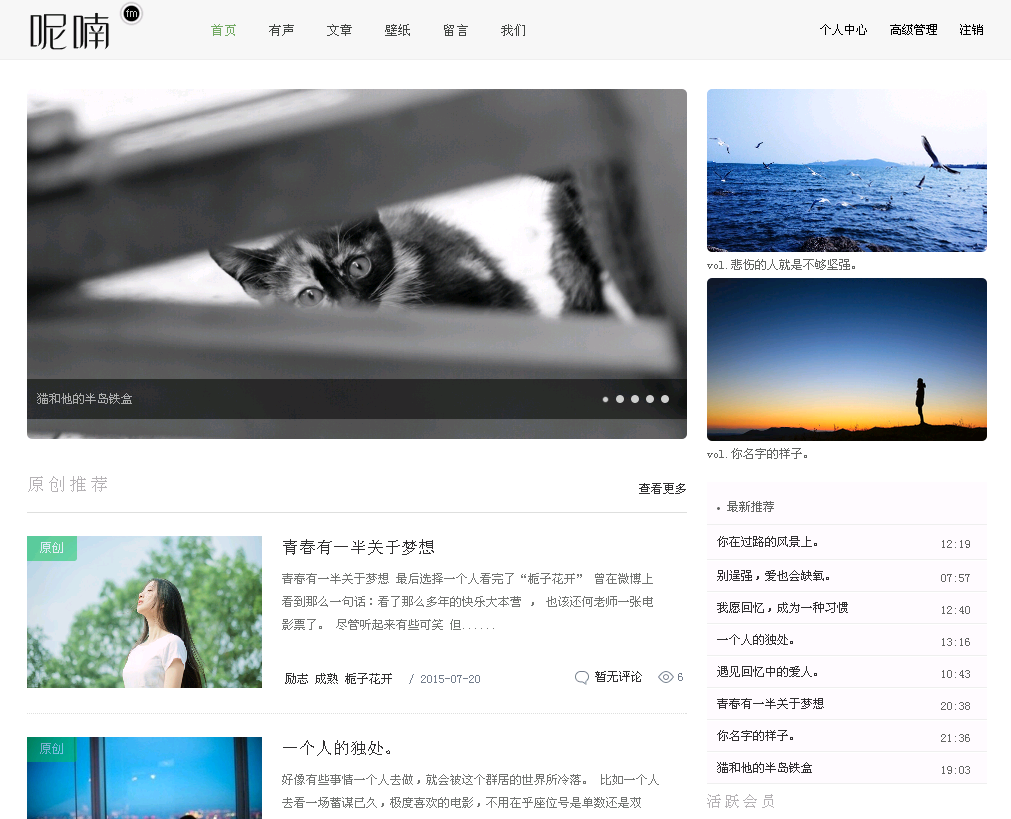 呢喃 fm
首页 有声 文章 壁纸 留言 我们
个人中心 高级管理 注销
猫和他的半岛铁盒
vol.悲伤的人就是不够坚强。
vol.你名字的样子。
原创推荐
查看更多
原创
青春有一半关于梦想
青春有一半关于梦想 最后选择一个人看完了“栀子花开” 曾在微博上
看到那么一句话：看了那么多年的快乐大本营 ， 也该还何老师一张电
影票了。 尽管听起来有些可笑 但......
励志 成熟 栀子花开 / 2015-07-20
暂无评论 6
原创
一个人的独处。
好像有些事情一个人去做，就会被这个群居的世界所冷落。 比如一个人
去看一场蓄谋已久，极度喜欢的电影，不用在乎座位号是单数还是双
• 最新推荐
你在过路的风景上。 12:19
别逞强，爱也会缺氧。 07:57
我愿回忆，成为一种习惯 12:40
一个人的独处。 13:16
遇见回忆中的爱人。 10:43
青春有一半关于梦想 20:38
你名字的样子。 21:36
猫和他的半岛铁盒 19:03
活跃会员